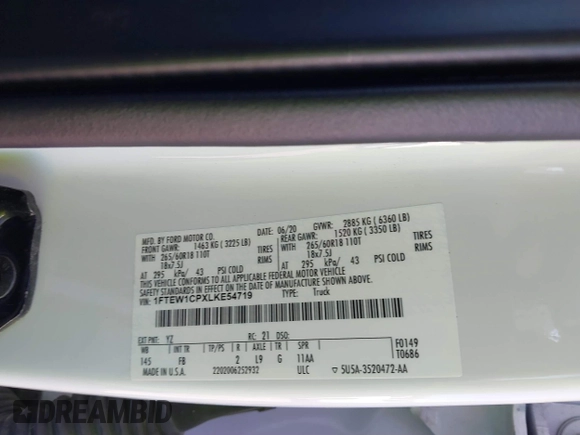 MFD. BY FORD MOTOR CO.
DATE: 06/20 GVWR: 2885 KG ( 6360 LB)
FRONT GAWR: 1463 KG ( 3225 LB) REAR GAWR: 1520 KG ( 3350 LB)
WITH 265/60R18 110T TIRES WITH 265/60R18 110T TIRES
18x7.5J RIMS 18x7.5J RIMS
AT 295 kPa/ 43 PSI COLD AT 295 kPa/ 43 PSI COLD
THIS VEHICLE CONFORMS TO ALL APPLICABLE FEDERAL MOTOR VEHICLE
SAFETY STANDARDS IN EFFECT ON THE DATE OF MANUFACTURE SHOWN ABOVE.
VIN: 1FTEW1CPXLKE54719 TYPE: Truck
EXT PNT: YZ RC: 21 DSO: F0149
WB INT TR TP/PS R AXLE TR SPR T0686
145 FB 2 L9 G 11AA
MADE IN U.S.A. 2202006252932 ULC 5U5A-3520472-AA
DREAMBID